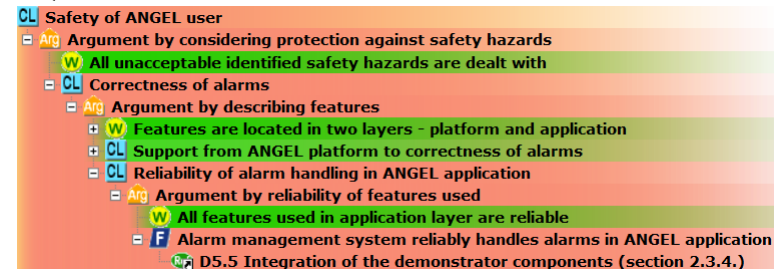 CL Safety of ANGEL user
Arg Argument by considering protection against safety hazards
W All unacceptable identified safety hazards are dealt with
CL Correctness of alarms
Arg Argument by describing features
W Features are located in two layers - platform and application
CL Support from ANGEL platform to correctness of alarms
CL Reliability of alarm handling in ANGEL application
Arg Argument by reliability of features used
W All features used in application layer are reliable
F Alarm management system reliably handles alarms in ANGEL application
D5.5 Integration of the demonstrator components (section 2.3.4.)